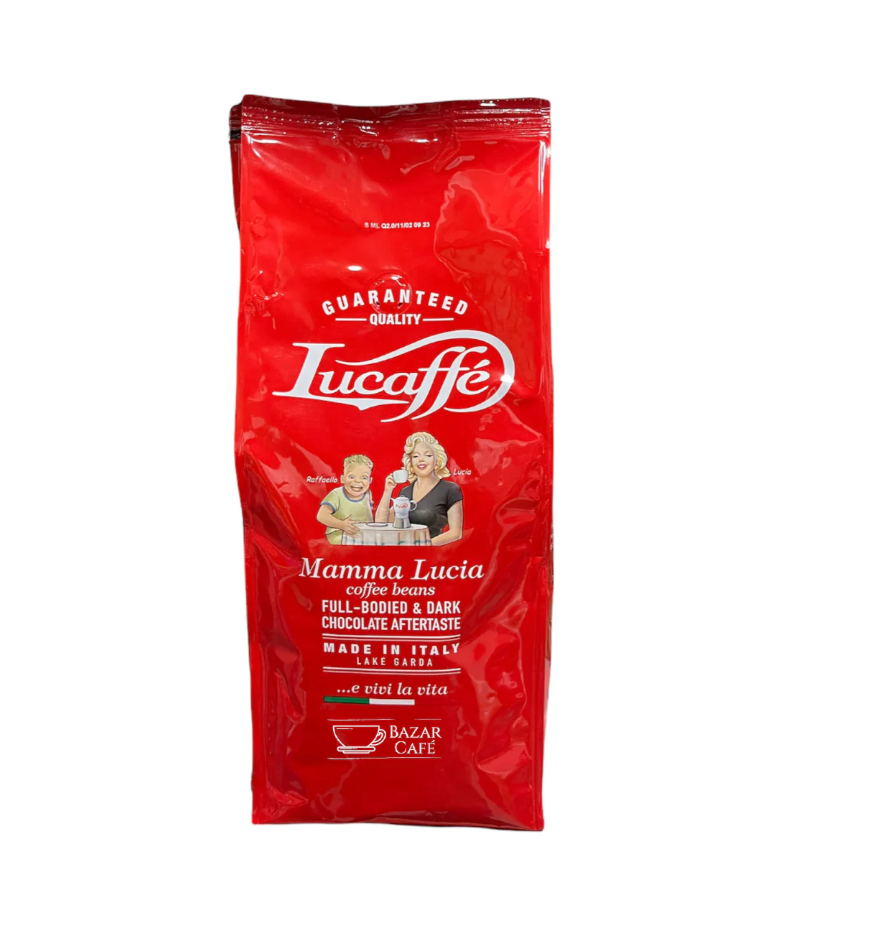 GUARANTEED
QUALITY
Lucaffé
Raffaello
Lucia
Mamma Lucia
coffee beans
FULL-BODIED & DARK
CHOCOLATE AFTERTASTE
MADE IN ITALY
LAKE GARDA
...e vivi la vita
BAZAR
CAFÉ